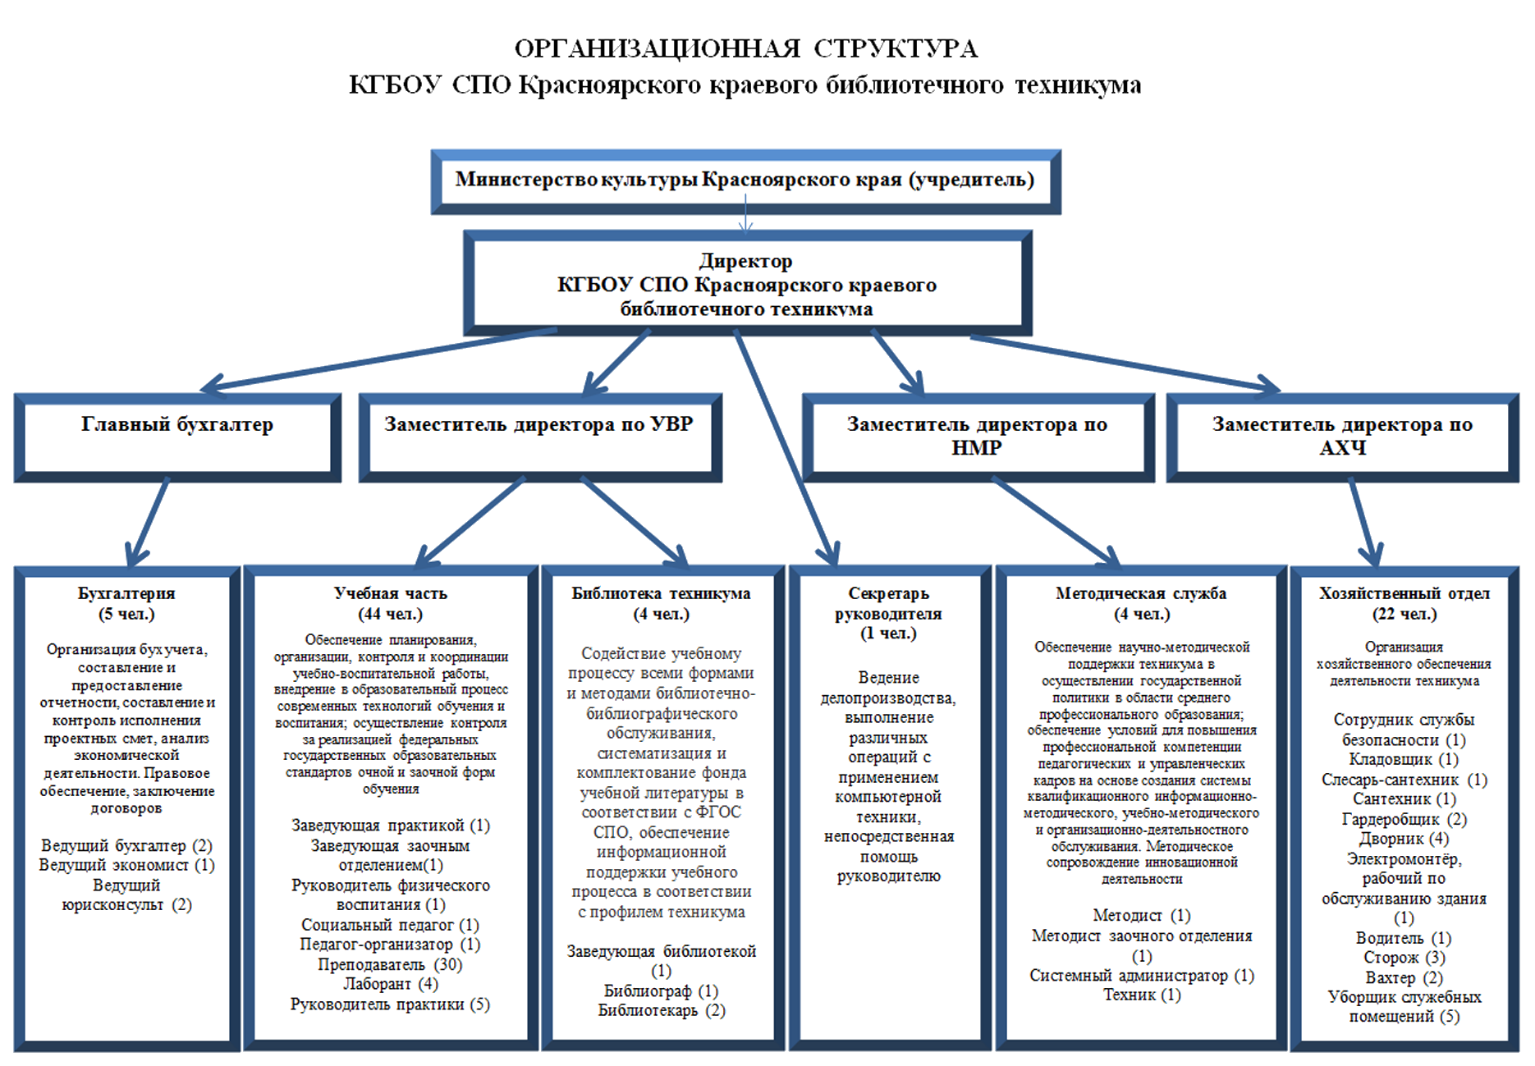 ОРГАНИЗАЦИОННАЯ СТРУКТУРА
КГБОУ СПО Красноярского краевого библиотечного техникума
Министерство культуры Красноярского края (учредитель)
Директор
КГБОУ СПО Красноярского краевого
библиотечного техникума
Главный бухгалтер
Заместитель директора по УВР
Заместитель директора по
НМР
Заместитель директора по
АХЧ
Бухгалтерия
(5 чел.)
Организация бух учета,
составление и
предоставление
отчетности, составление и
контроль исполнения
проектных смет, анализ
экономической
деятельности. Правовое
обеспечение, заключение
договоров
Ведущий бухгалтер (2)
Ведущий экономист (1)
Ведущий
юрисконсульт (2)
Учебная часть
(44 чел.)
Обеспечение планирования,
организации, контроля и координации
учебно-воспитательной работы,
внедрение в образовательный процесс
современных технологий обучения и
воспитания; осуществление контроля
за реализацией федеральных
государственных образовательных
стандартов очной и заочной форм
обучения
Заведующая практикой (1)
Заведующая заочным
отделением(1)
Руководитель физического
воспитания (1)
Социальный педагог (1)
Педагог-организатор (1)
Преподаватель (30)
Лаборант (4)
Руководитель практики (5)
Библиотека техникума
(4 чел.)
Содействие учебному
процессу всеми формами
и методами библиотечно-
библиографического
обслуживания,
систематизация и
комплектование фонда
учебной литературы в
соответствии с ФГОС
СПО, обеспечение
информационной
поддержки учебного
процесса в соответствии
с профилем техникума
Заведующая библиотекой
(1)
Библиограф (1)
Библиотекарь (2)
Секретарь
руководителя
(1 чел.)
Ведение
делопроизводства,
выполнение
различных
операций с
применением
компьютерной
техники,
непосредственная
помощь
руководителю
Методическая служба
(4 чел.)
Обеспечение научно-методической
поддержки техникума в
осуществлении государственной
политики в области среднего
профессионального образования;
обеспечение условий для повышения
профессиональной компетенции
педагогических и управленческих
кадров на основе создания системы
квалификационного информационно-
методического, учебно-методического
и организационно-деятельностного
обслуживания. Методическое
сопровождение инновационной
деятельности
Методист (1)
Методист заочного отделения
(1)
Системный администратор (1)
Техник (1)
Хозяйственный отдел
(22 чел.)
Организация
хозяйственного обеспечения
деятельности техникума
Сотрудник службы
безопасности (1)
Кладовщик (1)
Слесарь-сантехник (1)
Сантехник (1)
Гардеробщик (2)
Дворник (4)
Электромонтёр,
рабочий по
обслуживанию здания
(1)
Водитель (1)
Сторож (3)
Вахтер (2)
Уборщик служебных
помещений (5)